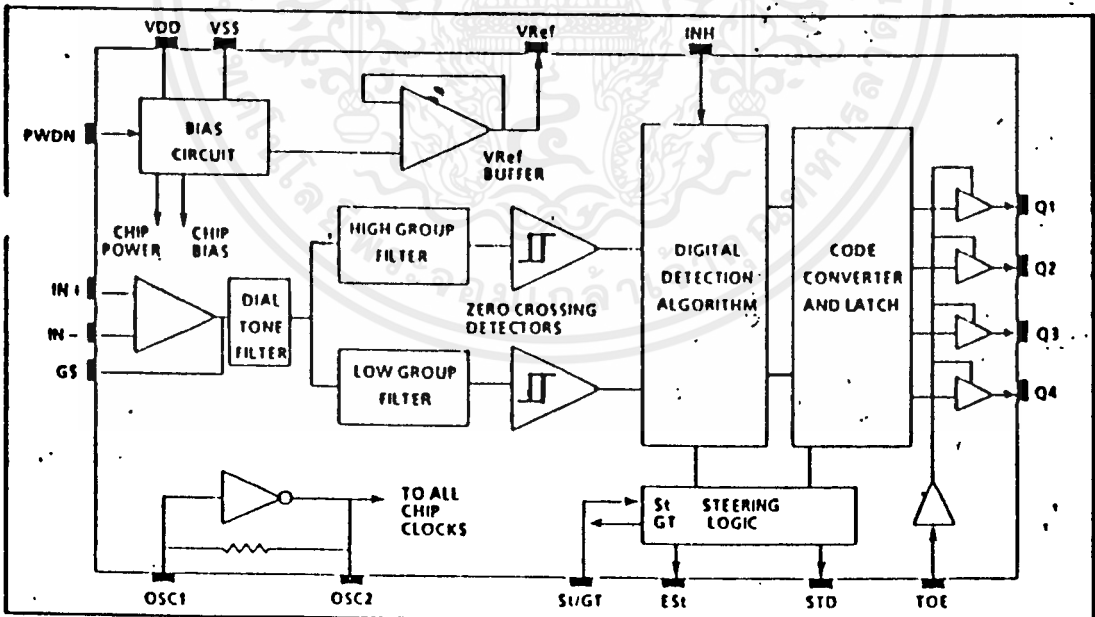 VDD VSS VRef INH
PWDN
BIAS
CIRCUIT
VRef
BUFFER
CHIP
POWER
CHIP
BIAS
IN+
IN-
GS
DIAL
TONE
FILTER
HIGH GROUP
FILTER
ZERO CROSSING
DETECTORS
LOW GROUP
FILTER
DIGITAL
DETECTION
ALGORITHM
CODE
CONVERTER
AND LATCH
Q1
Q2
Q3
Q4
TO ALL
CHIP
CLOCKS
St
GT
STEERING
LOGIC
OSC1 OSC2 St/GT ESt STD TOE